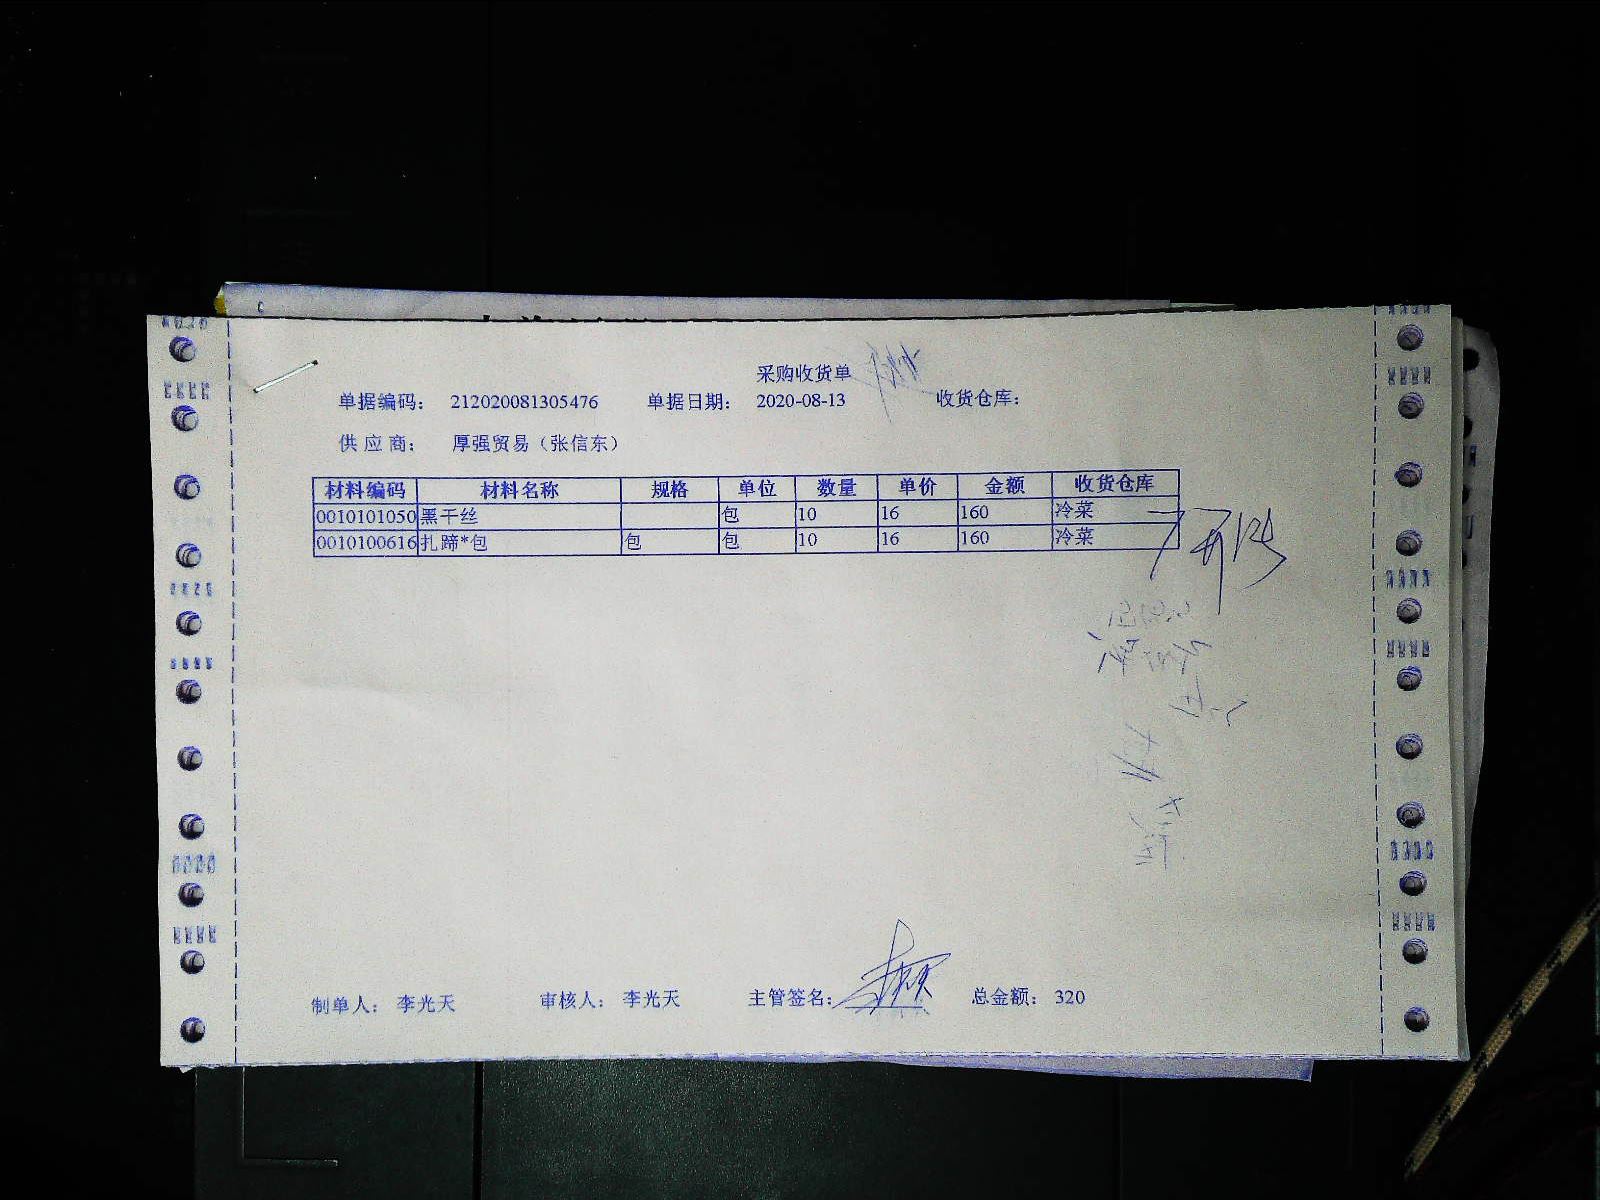 采购收货单
单据编码： 212020081305476 单据日期： 2020-08-13 收货仓库：
供 应 商： 厚强贸易（张信东）
材料编码 材料名称 规格 单位 数量 单价 金额 收货仓库
0010101050 黑干丝 包 10 16 160 冷菜
0010100616 扎蹄*包 包 包 10 16 160 冷菜
制单人： 李光天 审核人： 李光天 主管签名： 总金额： 320